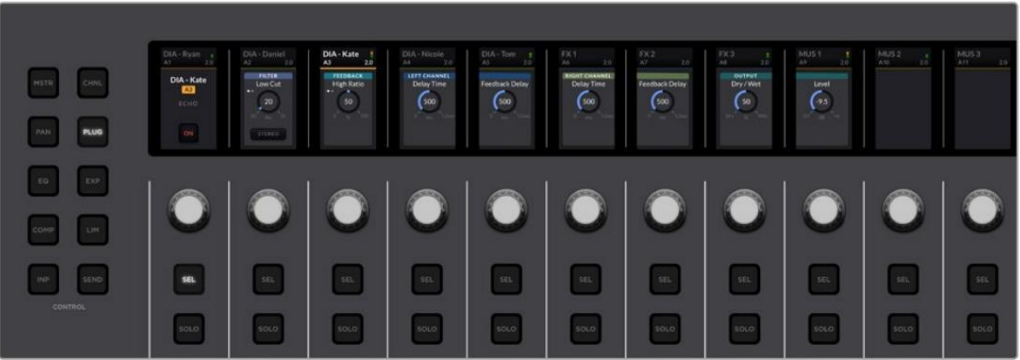 MSTR
CHNL
PAN
PLUG
EQ
EXP
COMP
LIM
INP
SEND
CONTROL
DIA - Ryan
A1 2.0
DIA - Kate
A3
ECHO
ON
DIA - Daniel
A2 2.0
FILTER
Low Cut
20
STEREO
DIA - Kate
A3 2.0
FEEDBACK
High Ratio
50
DIA - Nicole
A4 2.0
LEFT CHANNEL
Delay Time
500
DIA - Tom
A5 2.0
Feedback Delay
500
FX 1
A6 2.0
RIGHT CHANNEL
Delay Time
500
FX 2
A7 2.0
Feedback Delay
500
FX 3
A8 2.0
OUTPUT
Dry / Wet
50
MUS 1
A9 2.0
Level
-9.5
MUS 2
A10 2.0
MUS 3
A11 2.0
SEL SEL SEL SEL SEL SEL SEL SEL SEL SEL SEL
SOLO SOLO SOLO SOLO SOLO SOLO SOLO SOLO SOLO SOLO SOLO